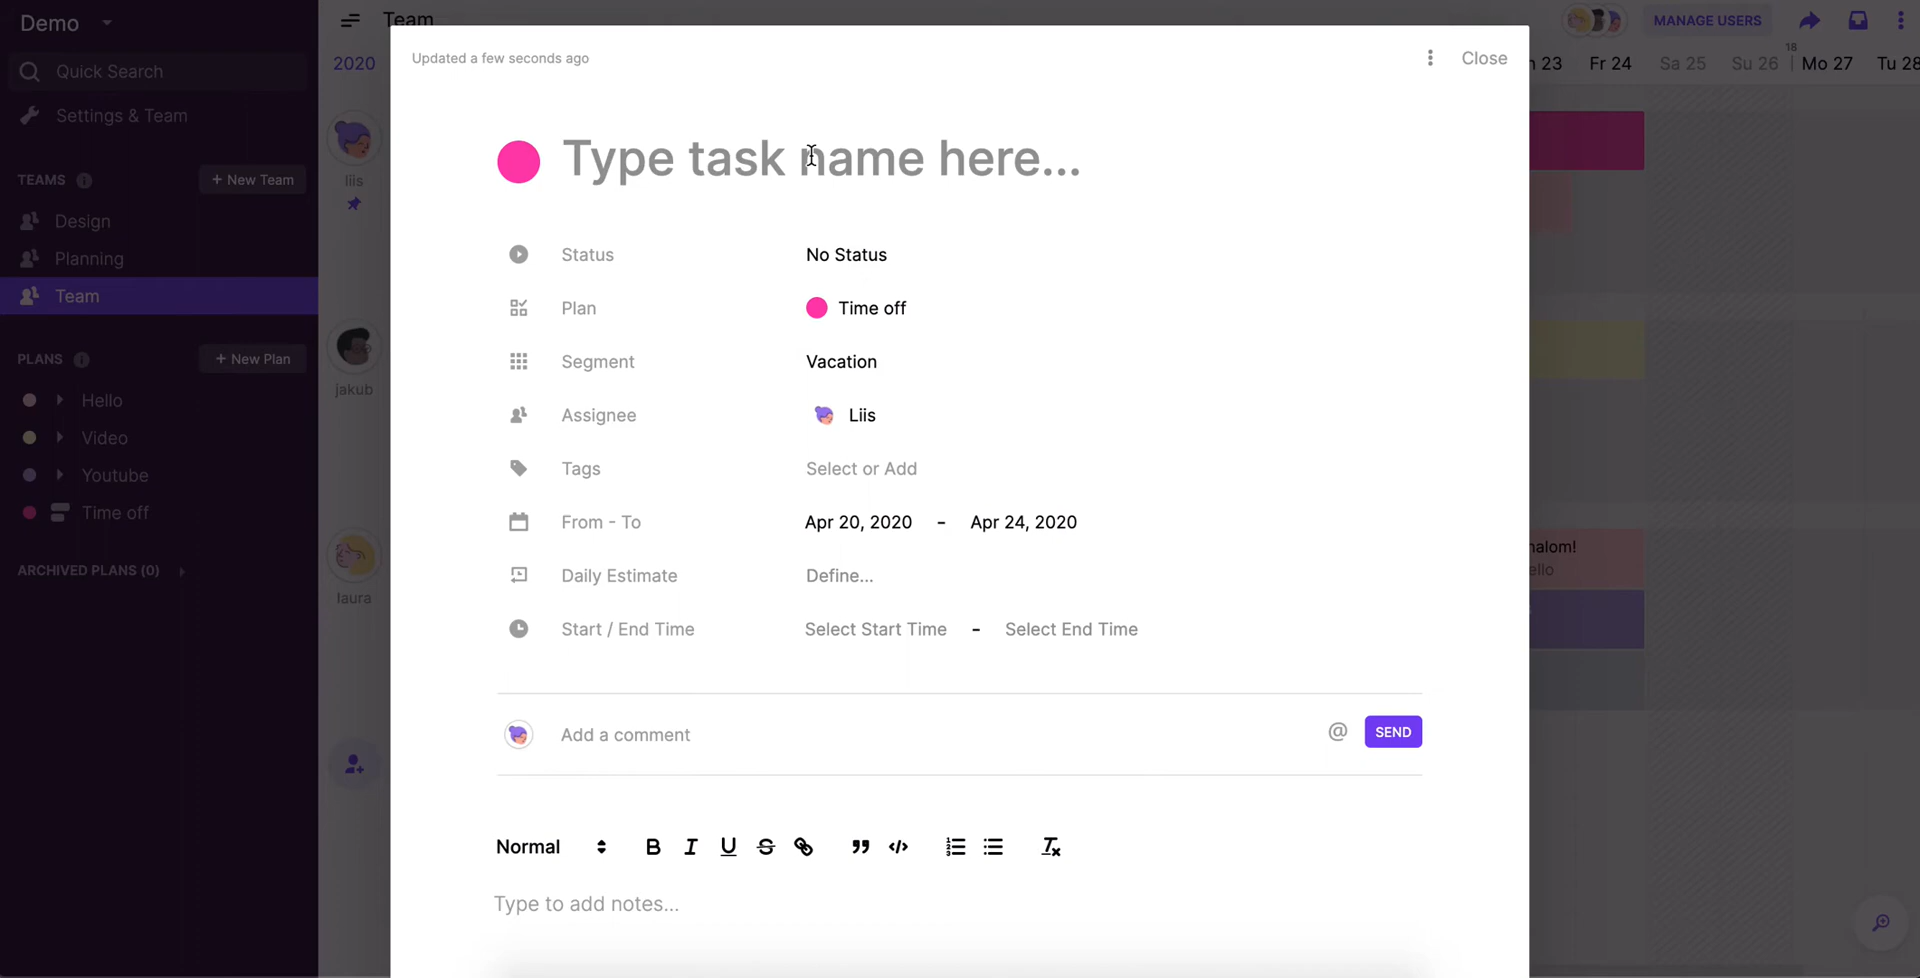 Demo
Quick Search
Settings & Team
TEAMS
+ New Team
Design
Planning
Team
PLANS
+ New Plan
Hello
Video
Youtube
Time off
ARCHIVED PLANS (0)
Team
MANAGE USERS
2020
23
Fr 24
Sa 25
Su 26
18
Mo 27
Tu 28
liis
jakub
laura
Updated a few seconds ago
Close
Type task name here...
Status
No Status
Plan
Time off
Segment
Vacation
Assignee
Liis
Tags
Select or Add
From - To
Apr 20, 2020 - Apr 24, 2020
Daily Estimate
Define...
Start / End Time
Select Start Time - Select End Time
Add a comment
@
SEND
Normal
B I U S
Type to add notes...